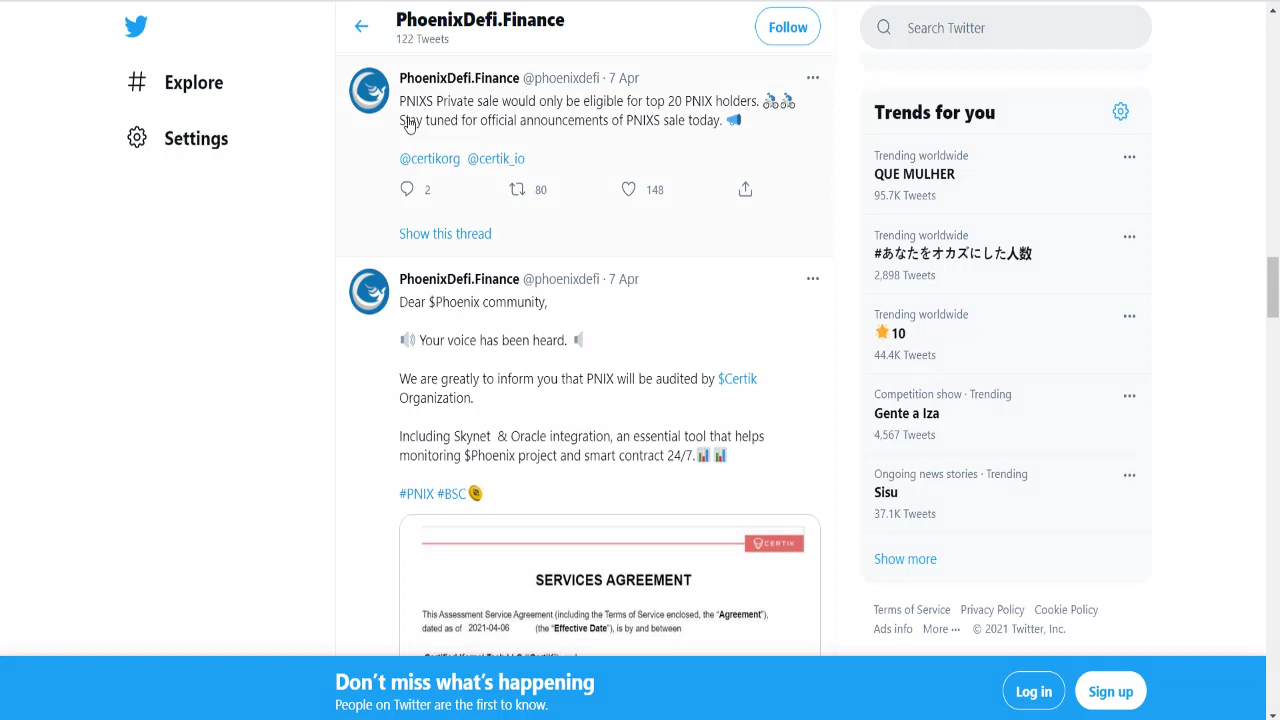 Explore
Settings
PhoenixDefi.Finance
122 Tweets
Follow
PhoenixDefi.Finance @phoenixdefi · 7 Apr
PNIXS Private sale would only be eligible for top 20 PNIX holders. 🚴🚴
Stay tuned for official announcements of PNIXS sale today. 📣
@certikorg @certik_io
2 80 148
Show this thread
PhoenixDefi.Finance @phoenixdefi · 7 Apr
Dear $Phoenix community,
🔊 Your voice has been heard. 🔈
We are greatly to inform you that PNIX will be audited by $Certik
Organization.
Including Skynet & Oracle integration, an essential tool that helps
monitoring $Phoenix project and smart contract 24/7.📊 📊
#PNIX #BSC
CERTIK
SERVICES AGREEMENT
This Assessment Service Agreement (including the Terms of Service enclosed, the "Agreement"),
dated as of 2021-04-06 (the "Effective Date"), is by and between
Search Twitter
Trends for you
Trending worldwide
QUE MULHER
95.7K Tweets
Trending worldwide
#あなたをオカズにした人数
2,898 Tweets
Trending worldwide
🌟10
44.4K Tweets
Competition show · Trending
Gente a Iza
4,567 Tweets
Ongoing news stories · Trending
Sisu
37.1K Tweets
Show more
Terms of Service Privacy Policy Cookie Policy
Ads info More ··· © 2021 Twitter, Inc.
Don't miss what's happening
People on Twitter are the first to know.
Log in
Sign up